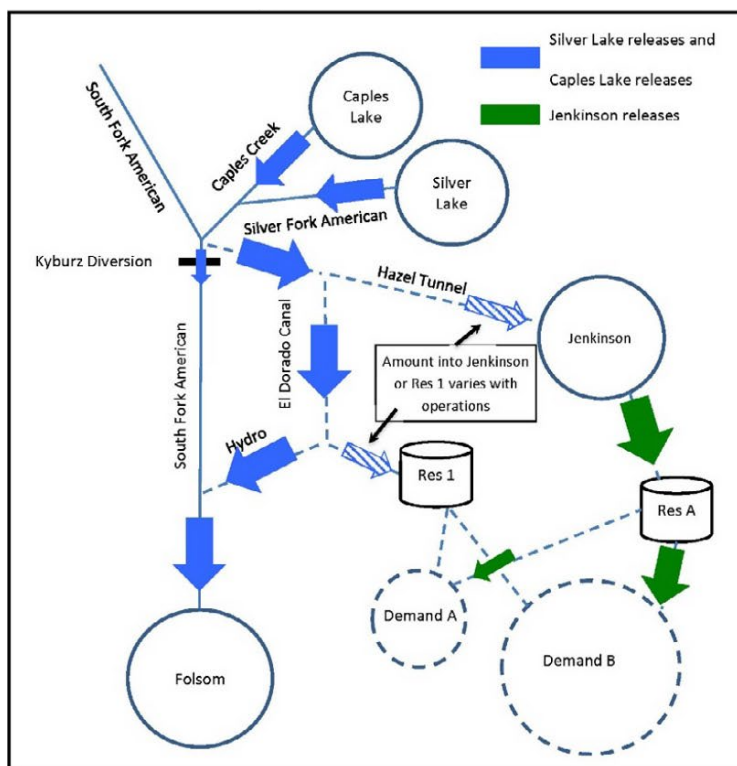 Silver Lake releases and
Caples Lake releases
Jenkinson releases
South Fork American
Caples
Lake
Caples Creek
Silver
Lake
Silver Fork American
Kyburz Diversion
Hazel Tunnel
El Dorado Canal
Jenkinson
Amount into Jenkinson
or Res 1 varies with
operations
South Fork American
Hydro
Res 1
Res A
Demand A
Demand B
Folsom